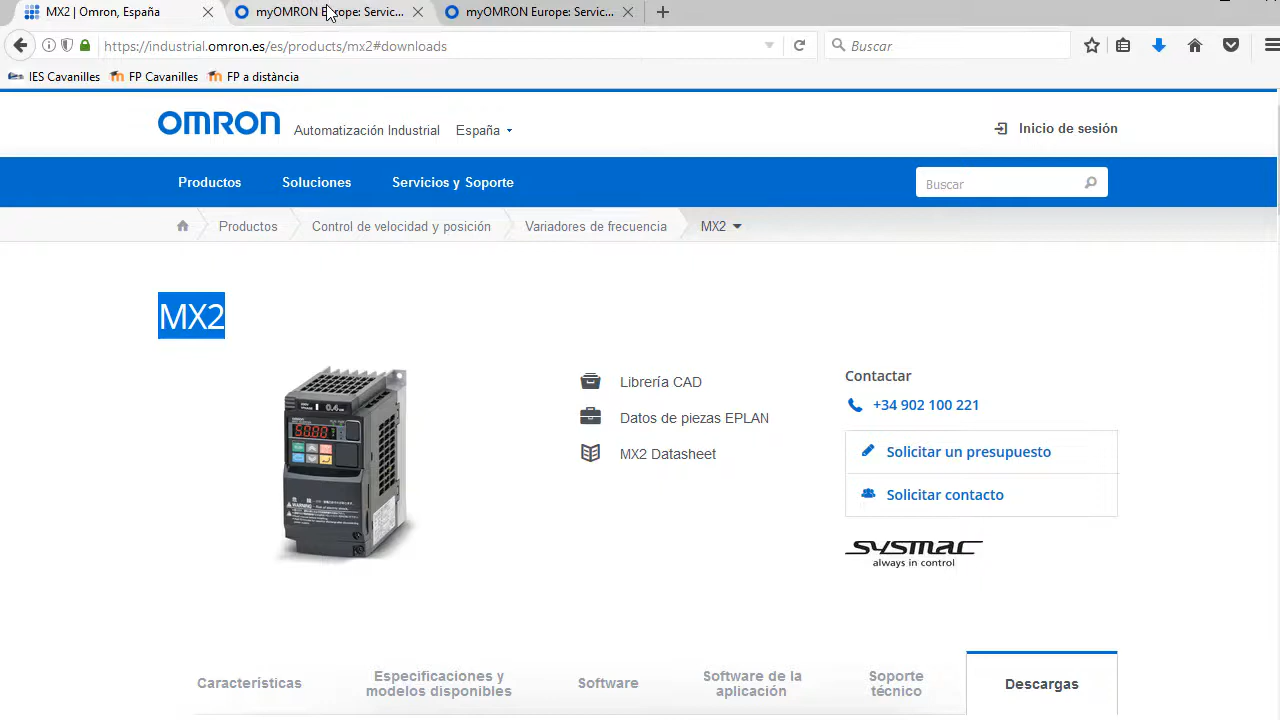 MX2 | Omron, España
myOMRON Europe: Servic...
myOMRON Europe: Servic...
https://industrial.omron.es/es/products/mx2#downloads
Buscar
IES Cavanilles
FP Cavanilles
FP a distància
OMRON
Automatización Industrial
España
Inicio de sesión
Productos
Soluciones
Servicios y Soporte
Buscar
Productos
Control de velocidad y posición
Variadores de frecuencia
MX2
MX2
Librería CAD
Datos de piezas EPLAN
MX2 Datasheet
Contactar
+34 902 100 221
Solicitar un presupuesto
Solicitar contacto
sysmac
always in control
50.00
WARNING
Características
Especificaciones y
modelos disponibles
Software
Software de la
aplicación
Soporte
técnico
Descargas